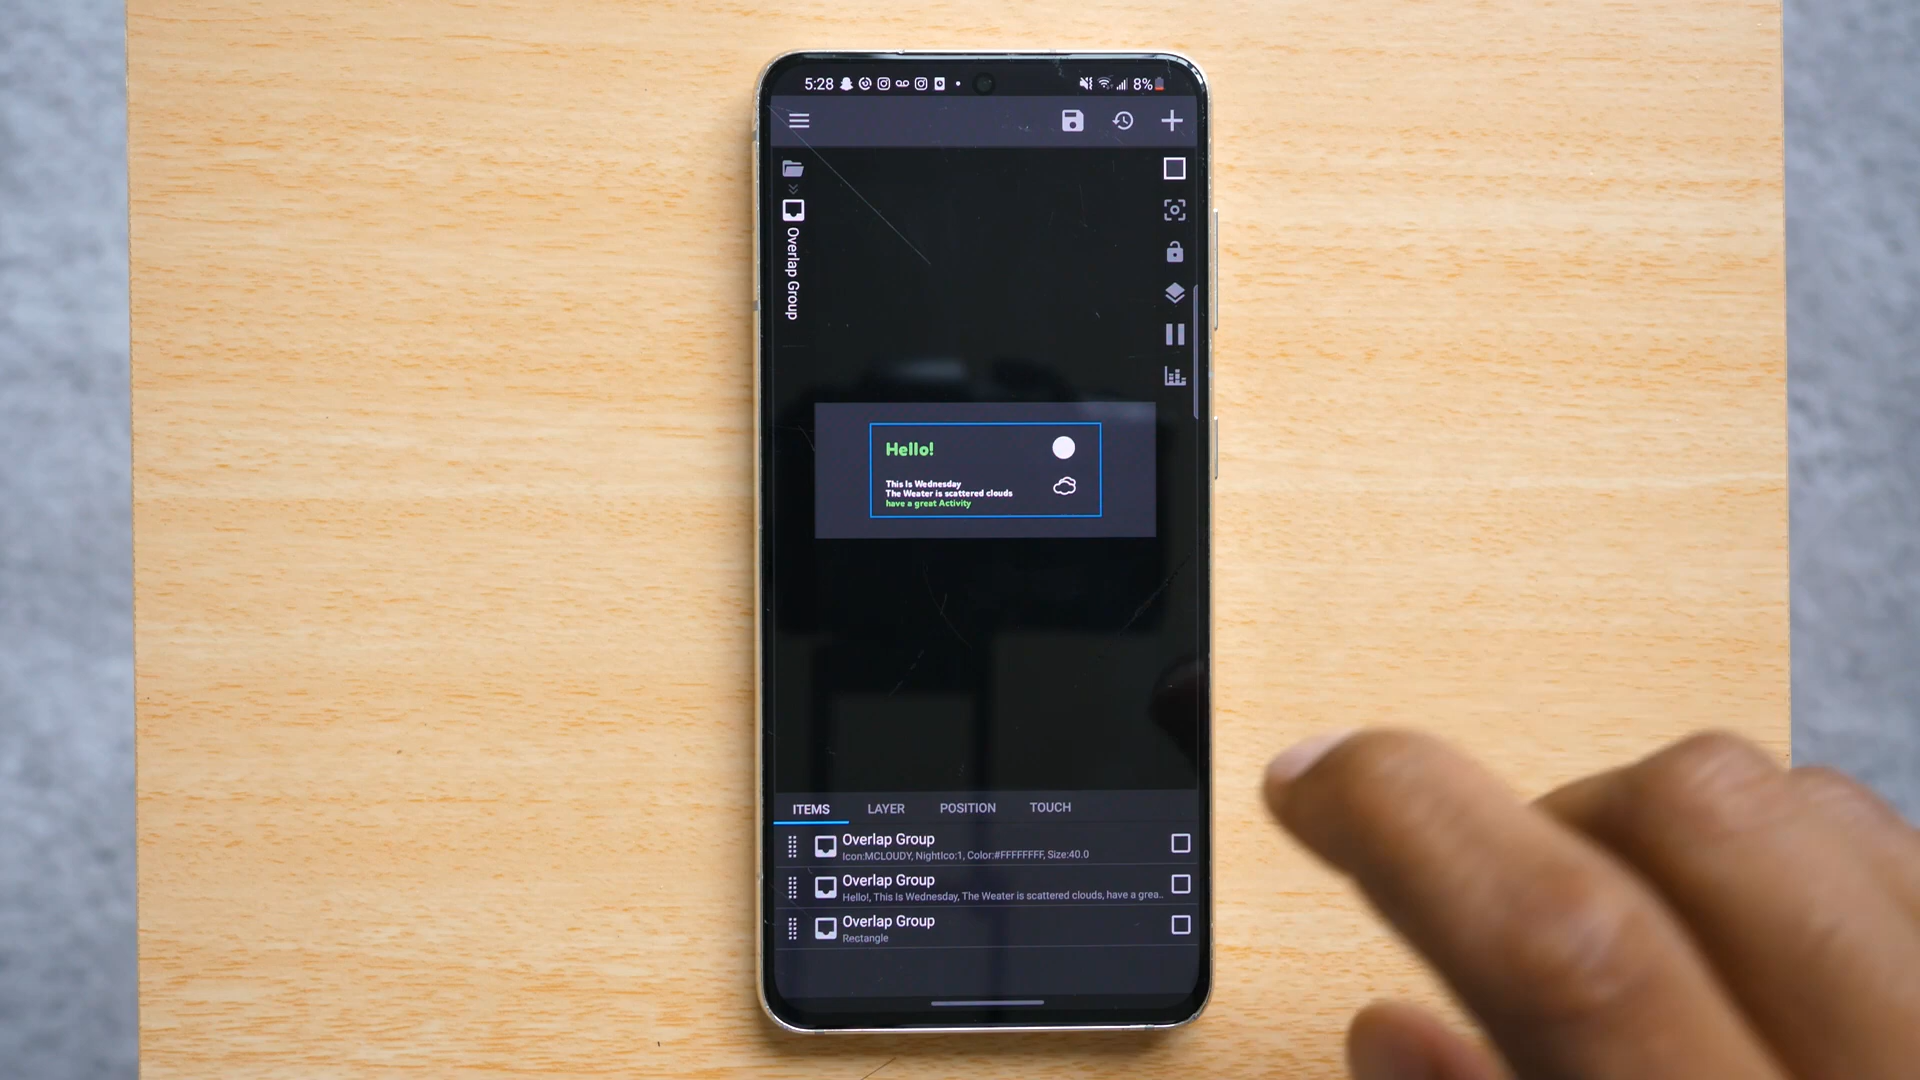 5:28
8%
Overlap Group
Hello!
This Is Wednesday
The Weater is scattered clouds
have a great Activity
ITEMS LAYER POSITION TOUCH
Overlap Group
Icon:MCLOUDY, NightIco:1, Color:#FFFFFFFF, Size:40.0
Overlap Group
Hello!, This Is Wednesday, The Weater is scattered clouds, have a grea..
Overlap Group
Rectangle